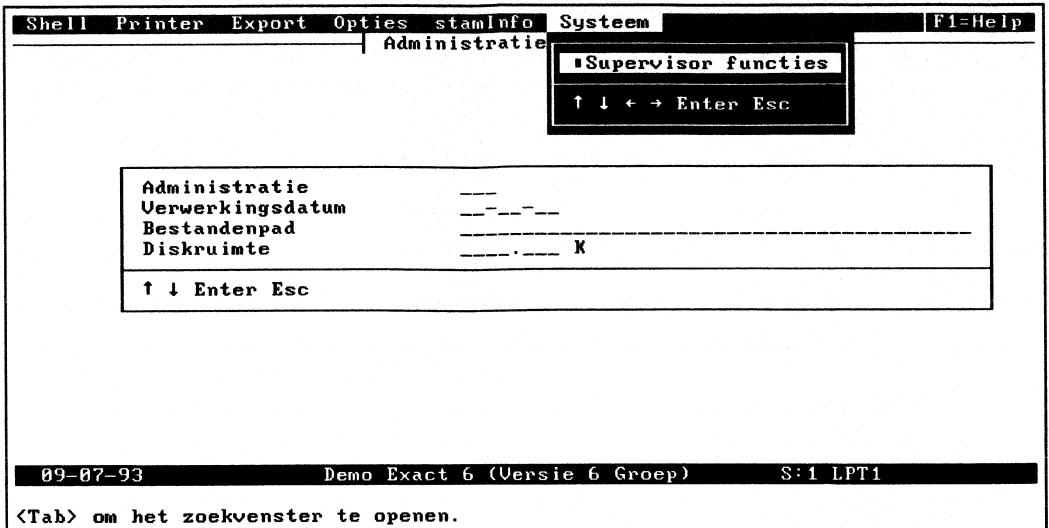 Shell Printer Export Opties stamInfo Systeem F1=Help
Administratie
▪Supervisor functies
↑ ↓ ← → Enter Esc
Administratie ___
Verwerkingsdatum __-__-__
Bestandenpad __________________________________________
Diskruimte ____.___ K
↑ ↓ Enter Esc
09-07-93 Demo Exact 6 (Versie 6 Groep) S:1 LPT1
<Tab> om het zoekvenster te openen.